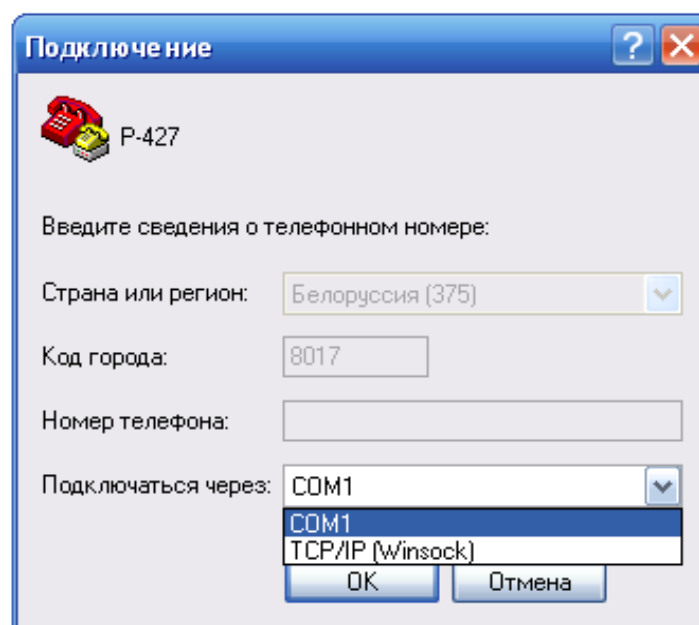 Подключение
P-427
Введите сведения о телефонном номере:
Страна или регион: Белоруссия (375)
Код города: 8017
Номер телефона:
Подключаться через: COM1
COM1
TCP/IP (Winsock)
OK Отмена